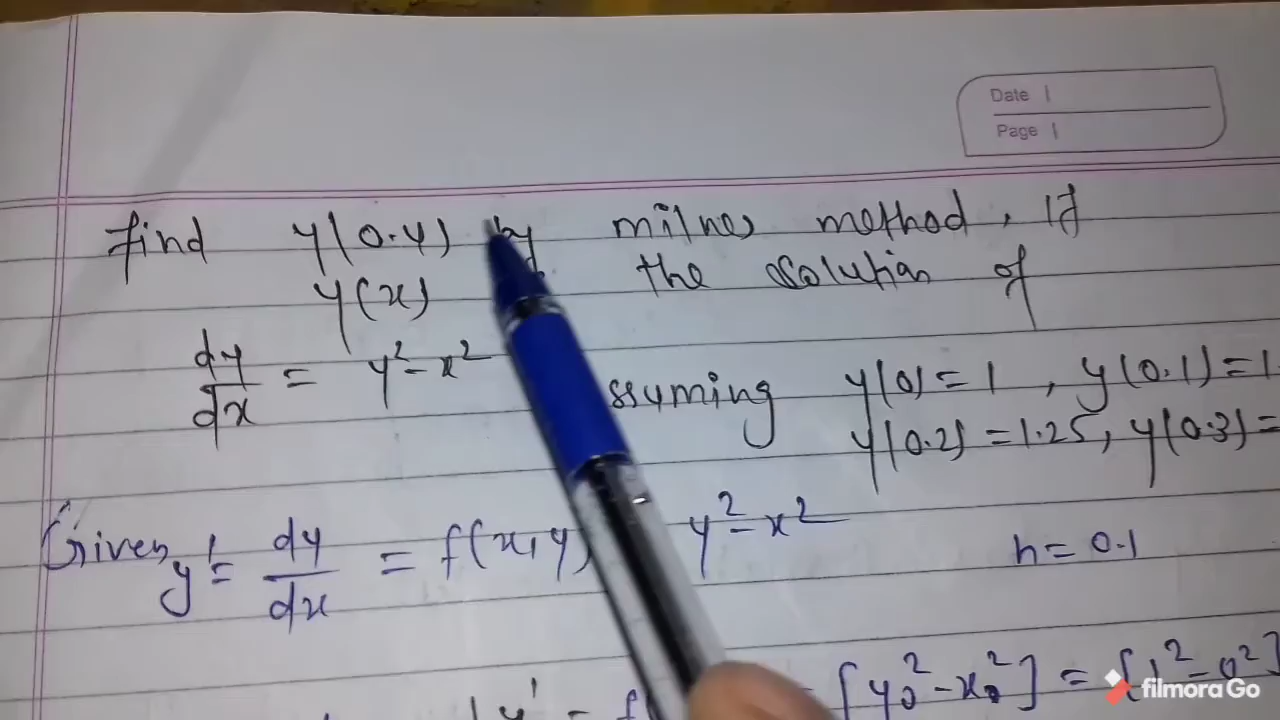 Date
Page
find y(0.4) by milnes method, if
y(x) the solution of
dy/dx = y² - x² ssuming y(0) = 1, y(0.1) = 1.
y(0.2) = 1.25, y(0.3) =
Given y' = dy/dx = f(x,y) y² - x² h = 0.1
y' = f [y₀² - x₀²] = [1² - 0²]
filmora Go